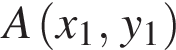 A(x₁, y₁)